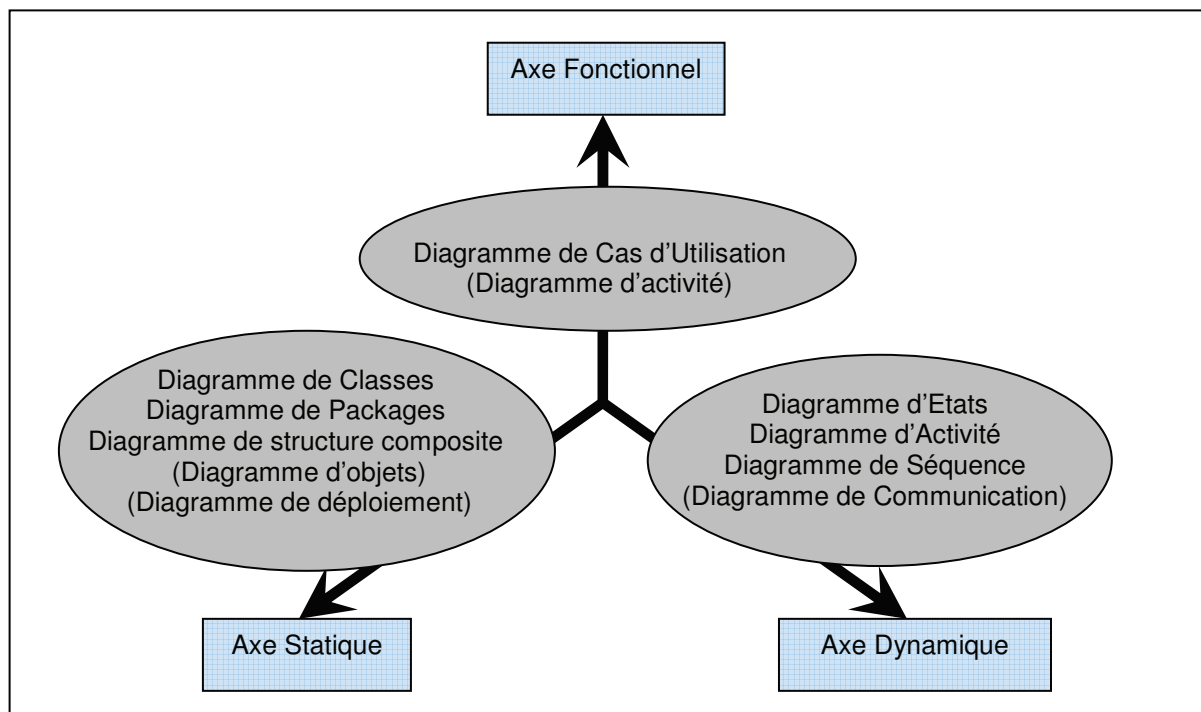 Axe Fonctionnel
Diagramme de Cas d’Utilisation
(Diagramme d’activité)
Diagramme de Classes
Diagramme de Packages
Diagramme de structure composite
(Diagramme d’objets)
(Diagramme de déploiement)
Diagramme d’Etats
Diagramme d’Activité
Diagramme de Séquence
(Diagramme de Communication)
Axe Statique
Axe Dynamique